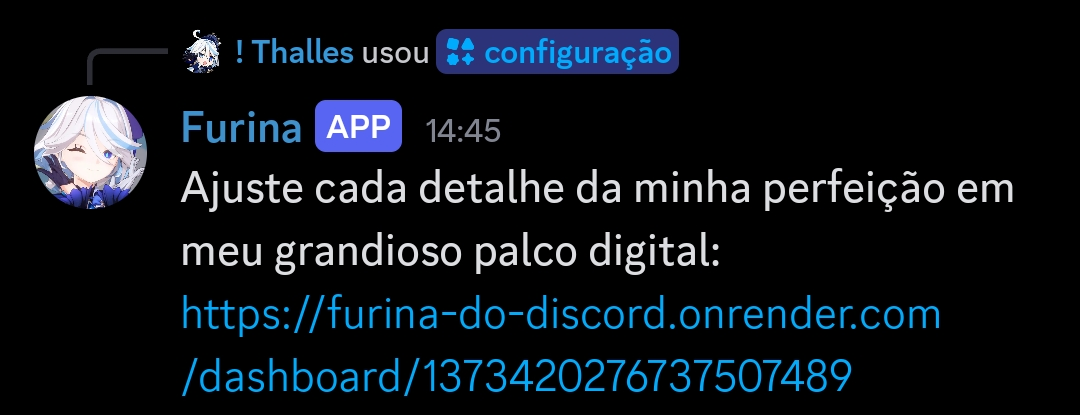 ! Thalles usou configuração
Furina APP 14:45
Ajuste cada detalhe da minha perfeição em
meu grandioso palco digital:
https://furina-do-discord.onrender.com
/dashboard/1373420276737507489